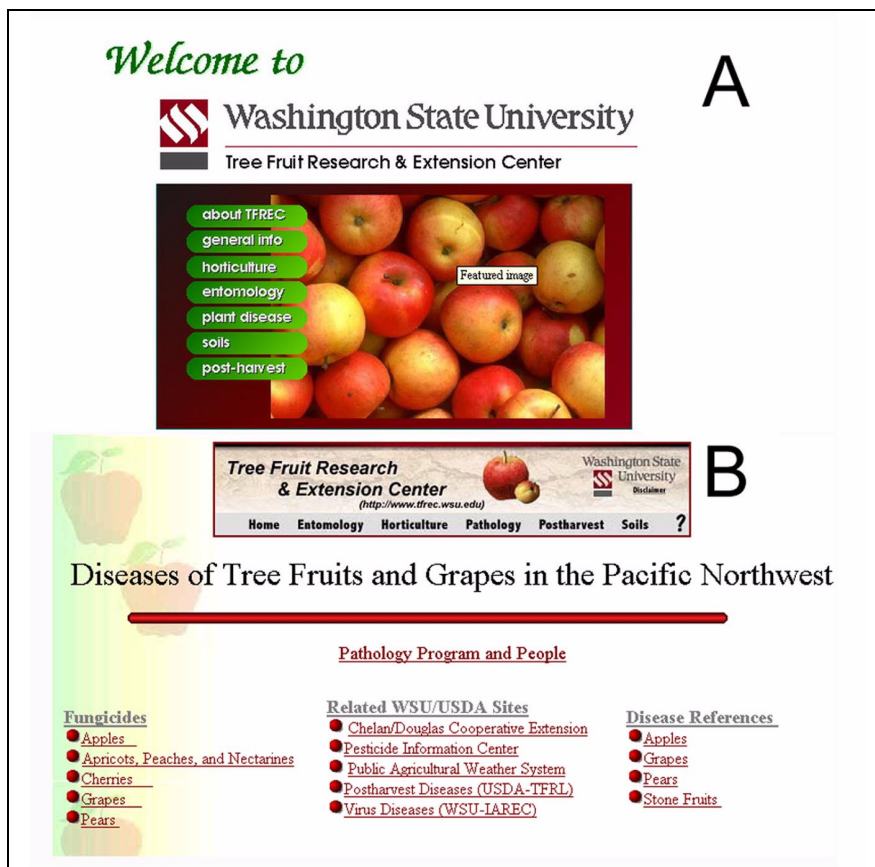 Welcome to
A
Washington State University
Tree Fruit Research & Extension Center
about TFREC
general info
horticulture
entomology
plant disease
soils
post-harvest
Featured image
B
Tree Fruit Research
& Extension Center
(http://www.tfrec.wsu.edu)
Washington State
University
Disclaimer
Home Entomology Horticulture Pathology Postharvest Soils ?
Diseases of Tree Fruits and Grapes in the Pacific Northwest
Pathology Program and People
Fungicides
Apples
Apricots, Peaches, and Nectarines
Cherries
Grapes
Pears
Related WSU/USDA Sites
Chelan/Douglas Cooperative Extension
Pesticide Information Center
Public Agricultural Weather System
Postharvest Diseases (USDA-TFRL)
Virus Diseases (WSU-IAREC)
Disease References
Apples
Grapes
Pears
Stone Fruits